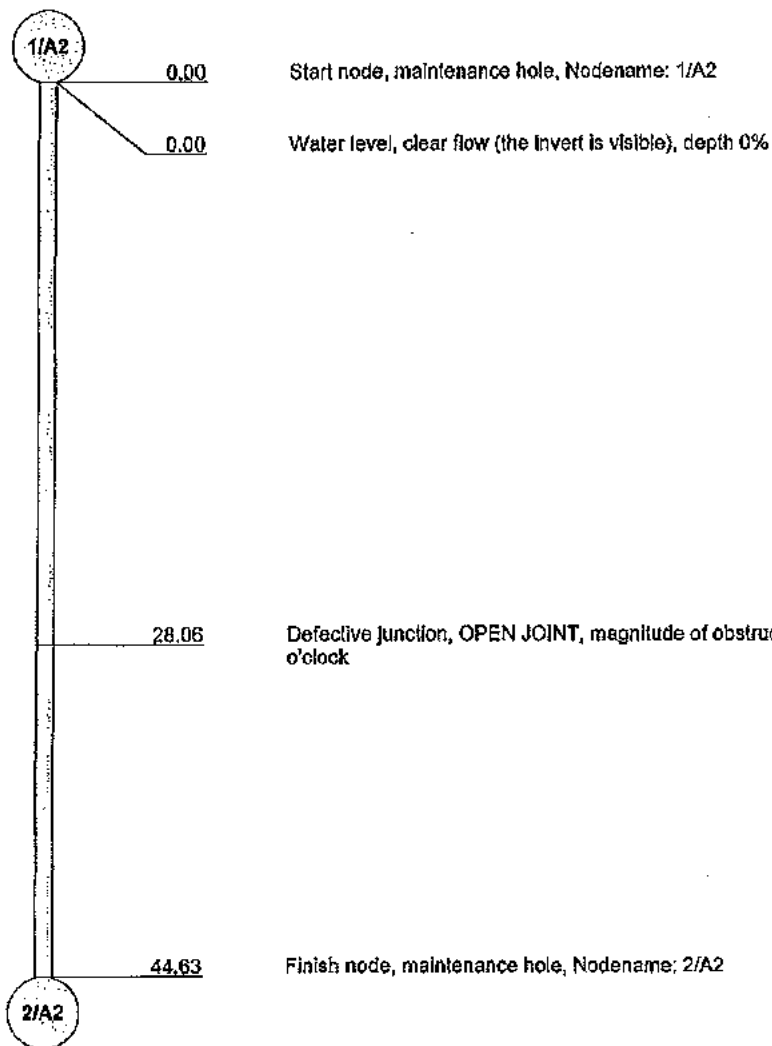 1/A2
0.00 Start node, maintenance hole, Nodename: 1/A2
0.00 Water level, clear flow (the invert is visible), depth 0%
28.06 Defective junction, OPEN JOINT, magnitude of
o'clock
44.63 Finish node, maintenance hole, Nodename: 2/A2
2/A2